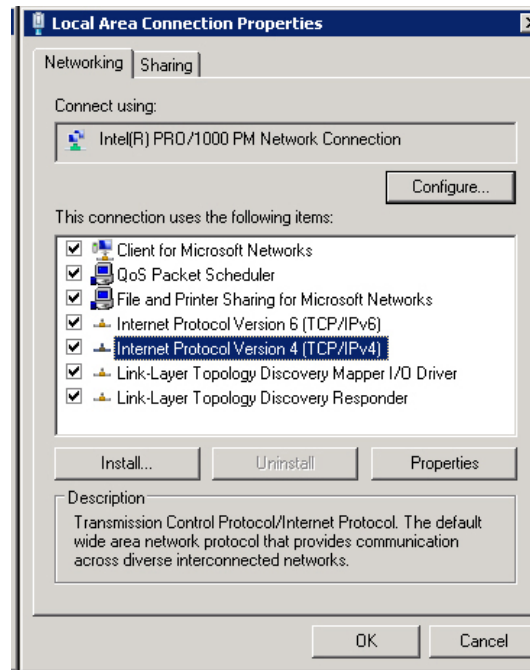 Local Area Connection Properties
Networking
Sharing
Connect using:
Intel(R) PRO/1000 PM Network Connection
Configure...
This connection uses the following items:
Client for Microsoft Networks
QoS Packet Scheduler
File and Printer Sharing for Microsoft Networks
Internet Protocol Version 6 (TCP/IPv6)
Internet Protocol Version 4 (TCP/IPv4)
Link-Layer Topology Discovery Mapper I/O Driver
Link-Layer Topology Discovery Responder
Install...
Uninstall
Properties
Description
Transmission Control Protocol/Internet Protocol. The default
wide area network protocol that provides communication
across diverse interconnected networks.
OK
Cancel